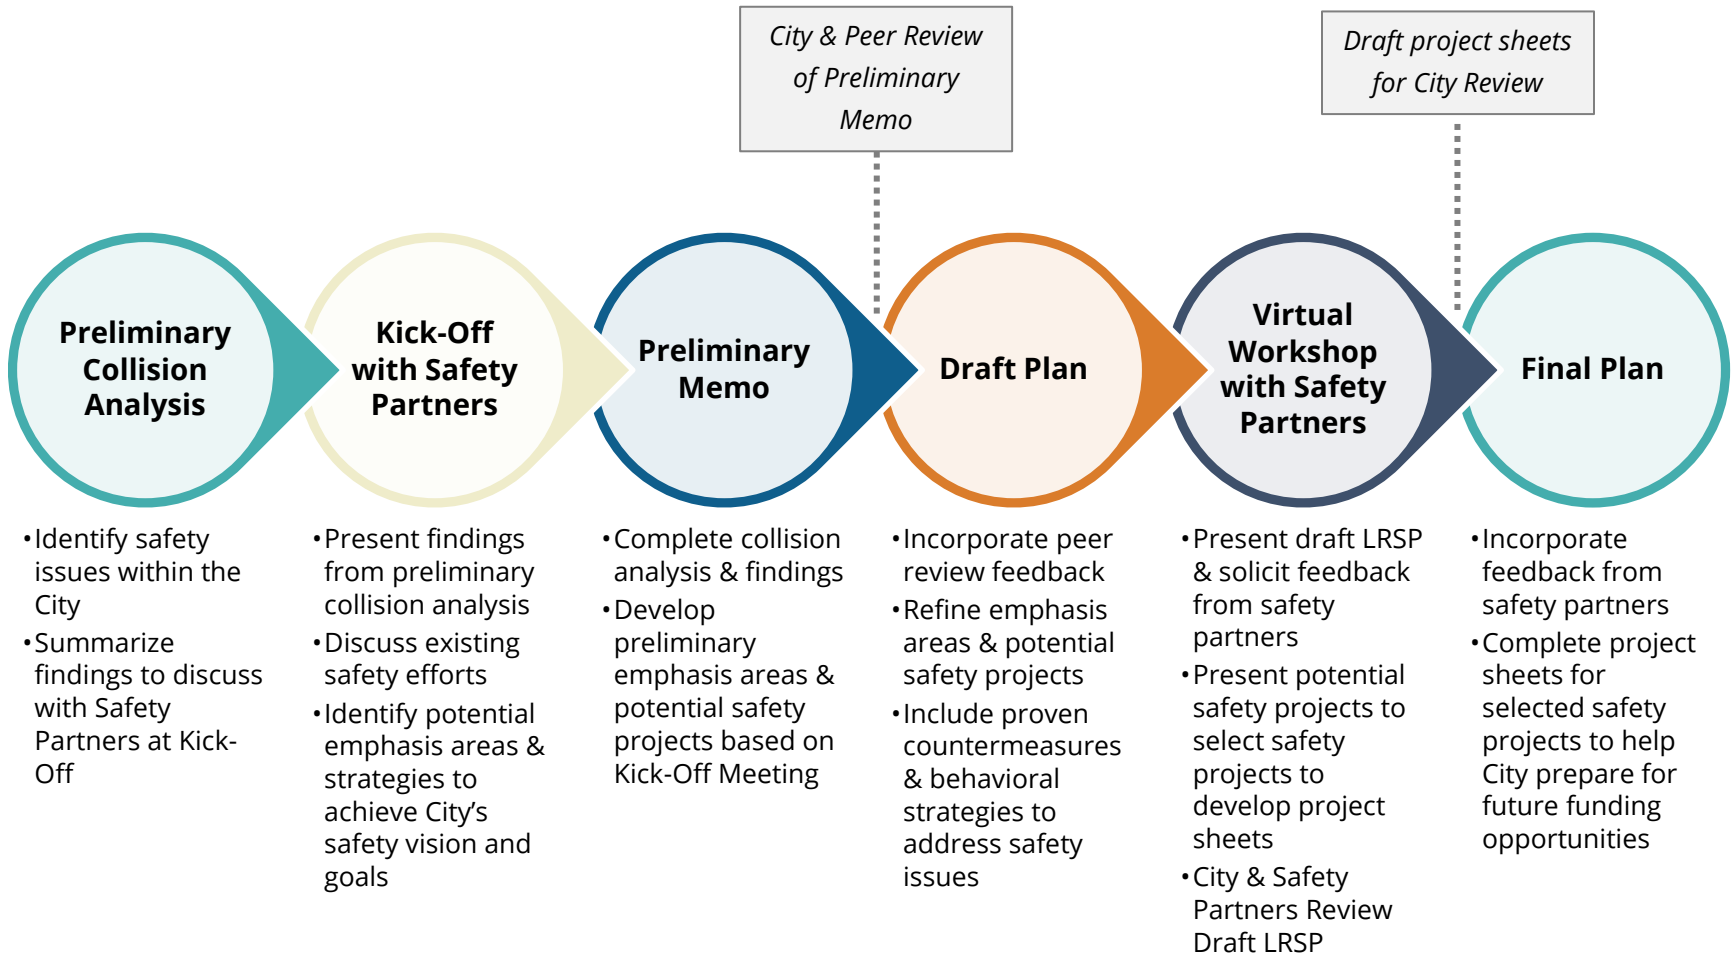 City & Peer Review
of Preliminary
Memo
Draft project sheets
for City Review
Preliminary
Collision
Analysis
Kick-Off
with Safety
Partners
Preliminary
Memo
Draft Plan
Virtual
Workshop
with Safety
Partners
Final Plan
•Identify safety
issues within the
City
•Summarize
findings to discuss
with Safety
Partners at Kick-
Off
•Present findings
from preliminary
collision analysis
•Discuss existing
safety efforts
•Identify potential
emphasis areas &
strategies to
achieve City’s
safety vision and
goals
•Complete collision
analysis & findings
•Develop
preliminary
emphasis areas &
potential safety
projects based on
Kick-Off Meeting
•Incorporate peer
review feedback
•Refine emphasis
areas & potential
safety projects
•Include proven
countermeasures
& behavioral
strategies to
address safety
issues
•Present draft LRSP
& solicit feedback
from safety
partners
•Present potential
safety projects to
select safety
projects to
develop project
sheets
•City & Safety
Partners Review
Draft LRSP
•Incorporate
feedback from
safety partners
•Complete project
sheets for
selected safety
projects to help
City prepare for
future funding
opportunities